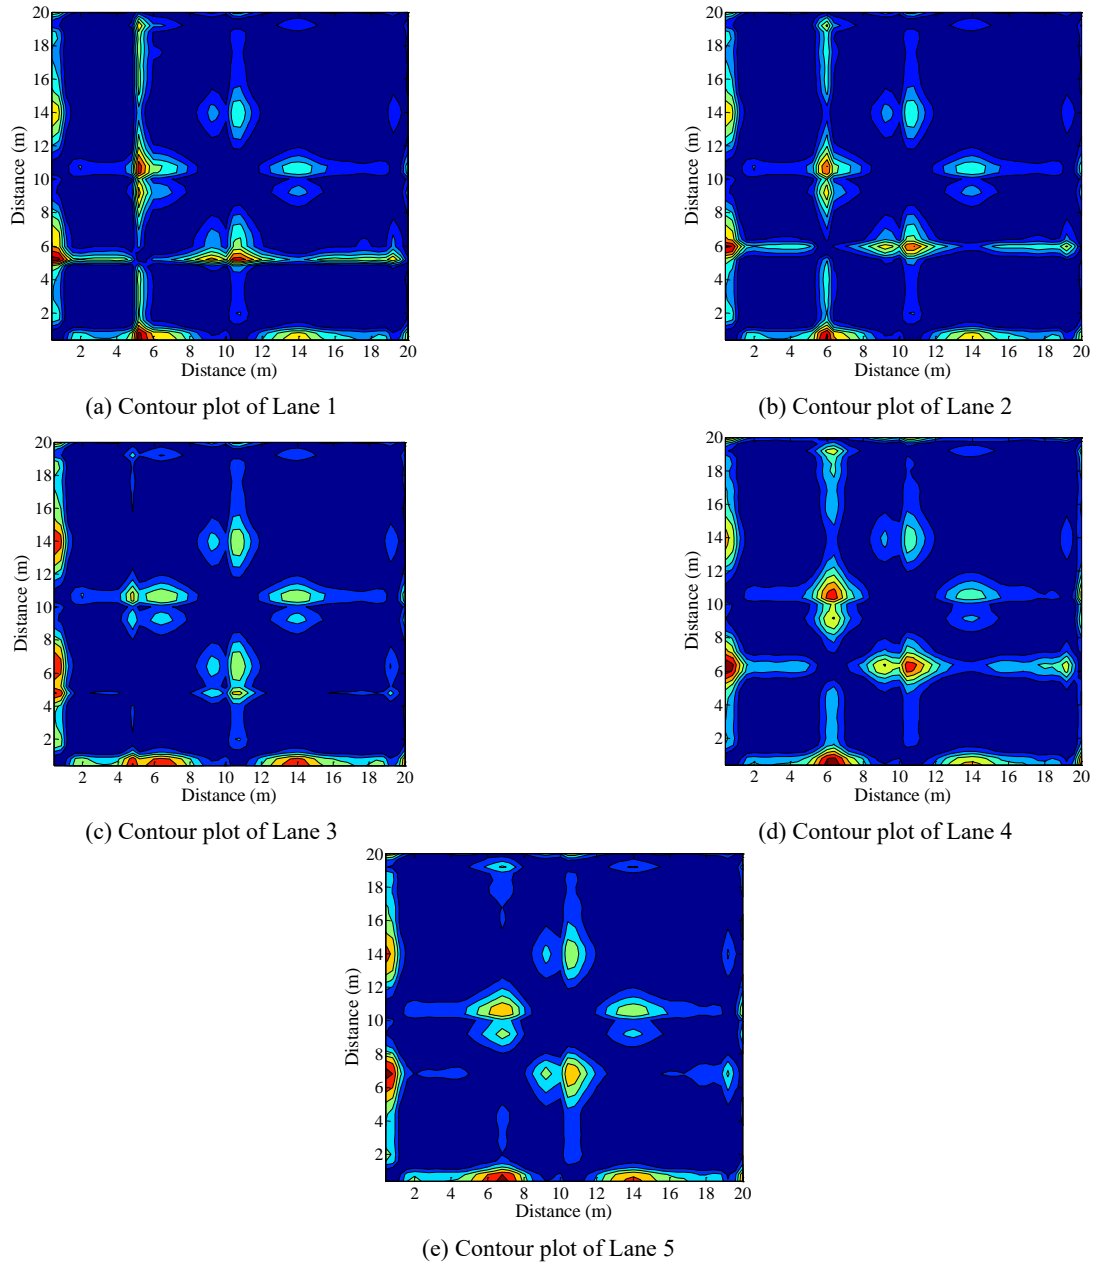 20
18
16
14
12
10
8
6
4
2
Distance (m)
2 4 6 8 10 12 14 16 18 20
Distance (m)
(a) Contour plot of Lane 1
20
18
16
14
12
10
8
6
4
2
Distance (m)
2 4 6 8 10 12 14 16 18 20
Distance (m)
(b) Contour plot of Lane 2
20
18
16
14
12
10
8
6
4
2
Distance (m)
2 4 6 8 10 12 14 16 18 20
Distance (m)
(c) Contour plot of Lane 3
20
18
16
14
12
10
8
6
4
2
Distance (m)
2 4 6 8 10 12 14 16 18 20
Distance (m)
(d) Contour plot of Lane 4
20
18
16
14
12
10
8
6
4
2
Distance (m)
2 4 6 8 10 12 14 16 18 20
Distance (m)
(e) Contour plot of Lane 5